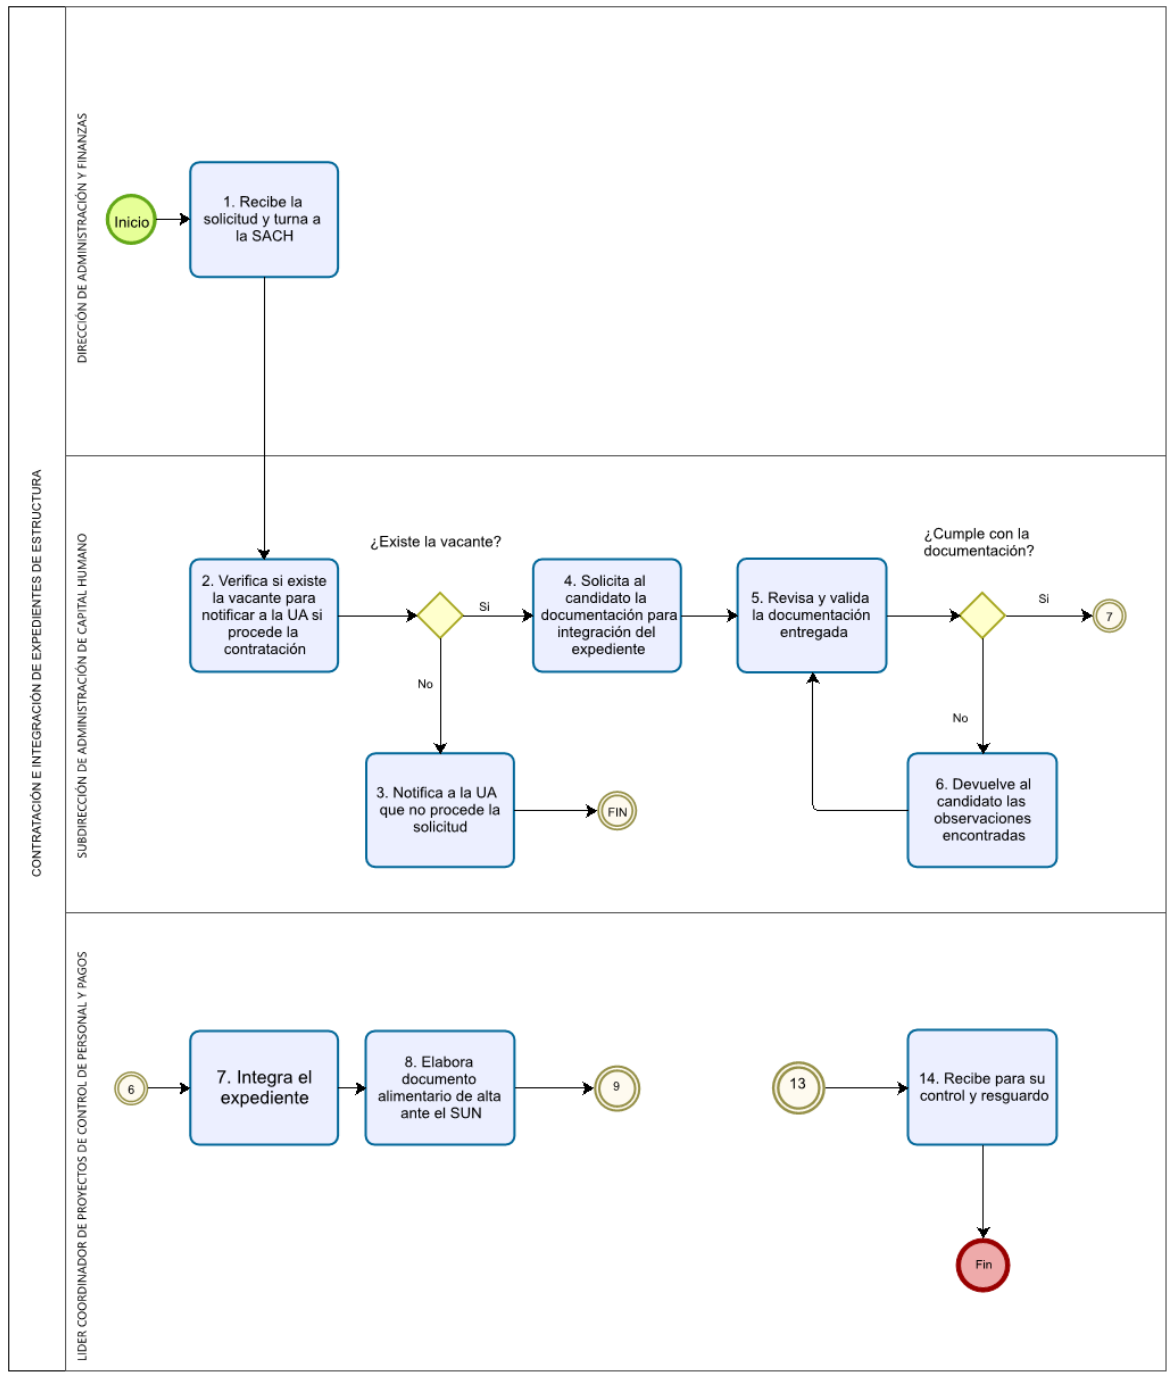 CONTRATACIÓN E INTEGRACIÓN DE EXPEDIENTES DE ESTRUCTURA
DIRECCIÓN DE ADMINISTRACIÓN Y FINANZAS
Inicio
1. Recibe la
solicitud y turna a
la SACH
SUBDIRECCIÓN DE ADMINISTRACIÓN DE CAPITAL HUMANO
2. Verifica si existe
la vacante para
notificar a la UA si
procede la
contratación
¿Existe la vacante?
Si
No
3. Notifica a la UA
que no procede la
solicitud
FIN
4. Solicita al
candidato la
documentación para
integración del
expediente
5. Revisa y valida
la documentación
entregada
¿Cumple con la
documentación?
Si
7
No
6. Devuelve al
candidato las
observaciones
encontradas
LIDER COORDINADOR DE PROYECTOS DE CONTROL DE PERSONAL Y PAGOS
6
7. Integra el
expediente
8. Elabora
documento
alimentario de alta
ante el SUN
9
13
14. Recibe para su
control y resguardo
Fin